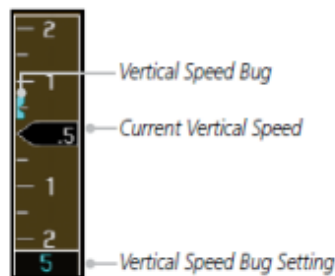 2
1
Vertical Speed Bug
.5
Current Vertical Speed
1
2
5
Vertical Speed Bug Setting